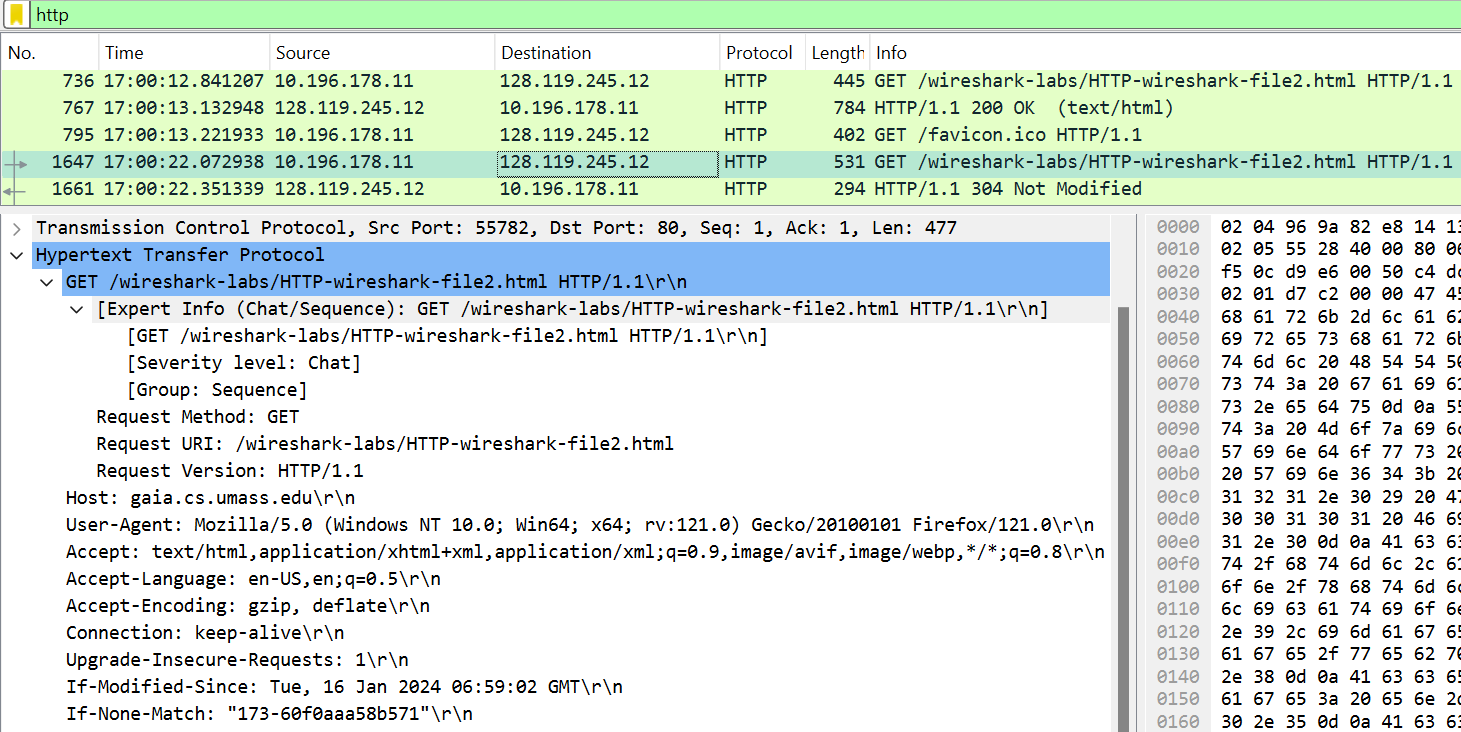 http
No. Time Source Destination Protocol Length Info
736 17:00:12.841207 10.196.178.11 128.119.245.12 HTTP 445 GET /wireshark-labs/HTTP-wireshark-file2.html HTTP/1.1
767 17:00:13.132948 128.119.245.12 10.196.178.11 HTTP 784 HTTP/1.1 200 OK  (text/html)
795 17:00:13.221933 10.196.178.11 128.119.245.12 HTTP 402 GET /favicon.ico HTTP/1.1
1647 17:00:22.072938 10.196.178.11 128.119.245.12 HTTP 531 GET /wireshark-labs/HTTP-wireshark-file2.html HTTP/1.1
1661 17:00:22.351339 128.119.245.12 10.196.178.11 HTTP 294 HTTP/1.1 304 Not Modified
Transmission Control Protocol, Src Port: 55782, Dst Port: 80, Seq: 1, Ack: 1, Len: 477
Hypertext Transfer Protocol
GET /wireshark-labs/HTTP-wireshark-file2.html HTTP/1.1\r\n
[Expert Info (Chat/Sequence): GET /wireshark-labs/HTTP-wireshark-file2.html HTTP/1.1\r\n]
[GET /wireshark-labs/HTTP-wireshark-file2.html HTTP/1.1\r\n]
[Severity level: Chat]
[Group: Sequence]
Request Method: GET
Request URI: /wireshark-labs/HTTP-wireshark-file2.html
Request Version: HTTP/1.1
Host: gaia.cs.umass.edu\r\n
User-Agent: Mozilla/5.0 (Windows NT 10.0; Win64; x64; rv:121.0) Gecko/20100101 Firefox/121.0\r\n
Accept: text/html,application/xhtml+xml,application/xml;q=0.9,image/avif,image/webp,*/*;q=0.8\r\n
Accept-Language: en-US,en;q=0.5\r\n
Accept-Encoding: gzip, deflate\r\n
Connection: keep-alive\r\n
Upgrade-Insecure-Requests: 1\r\n
If-Modified-Since: Tue, 16 Jan 2024 06:59:02 GMT\r\n
If-None-Match: "173-60f0aaa58b571"\r\n
0000 02 04 96 9a 82 e8 14
0010 02 05 55 28 40 00 80
0020 f5 0c d9 e6 00 50 c4
0030 02 01 d7 c2 00 00 47
0040 68 61 72 6b 2d 6c 61
0050 69 72 65 73 68 61 72
0060 74 6d 6c 20 48 54 54
0070 73 74 3a 20 67 61 69
0080 73 2e 65 64 75 0d 0a
0090 74 3a 20 4d 6f 7a 69
00a0 57 69 6e 64 6f 77 73
00b0 20 57 69 6e 36 34 3b
00c0 31 32 31 2e 30 29 20
00d0 30 30 31 30 31 20 46
00e0 31 2e 30 0d 0a 41 63
00f0 74 2f 68 74 6d 6c 2c
0100 6f 6e 2f 78 68 74 6d
0110 6c 69 63 61 74 69 6f
0120 2e 39 2c 69 6d 61 67
0130 61 67 65 2f 77 65 62
0140 2e 38 0d 0a 41 63 63
0150 61 67 65 3a 20 65 6e
0160 30 2e 35 0d 0a 41 63